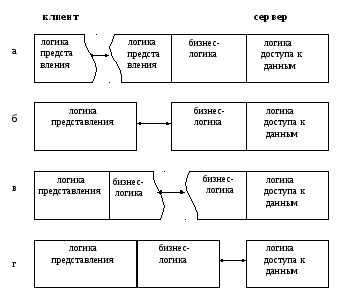 клиент сервер
а
логика
предста
вления
логика
предста
вления
бизнес-
логика
логика
доступа к
данным
б
логика
представления
бизнес-
логика
логика
доступа к
данным
в
логика
представления
бизнес-
логика
бизнес-
логика
логика
доступа к
данным
г
логика
представления
бизнес-
логика
логика
доступа к
данным